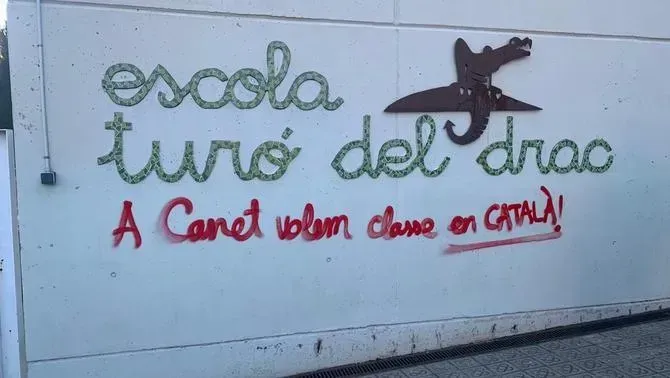 escola
turó del drac
A Canet volem classe en CATALÀ!